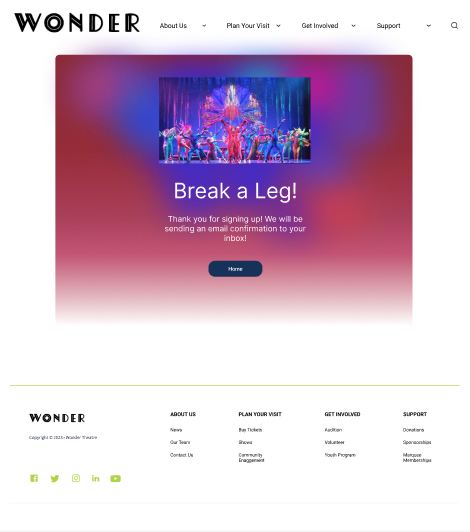 WONDER
About Us
Plan Your Visit
Get Involved
Support
Break a Leg!
Thank you for signing up! We will be
sending an email confirmation to your
inbox!
Home
WONDER
Copyright © 2023 • Wonder Theatre
ABOUT US
News
Our Team
Contact Us
PLAN YOUR VISIT
Buy Tickets
Shows
Community
Engagement
GET INVOLVED
Audition
Volunteer
Youth Program
SUPPORT
Donations
Sponsorships
Marquee
Memberships